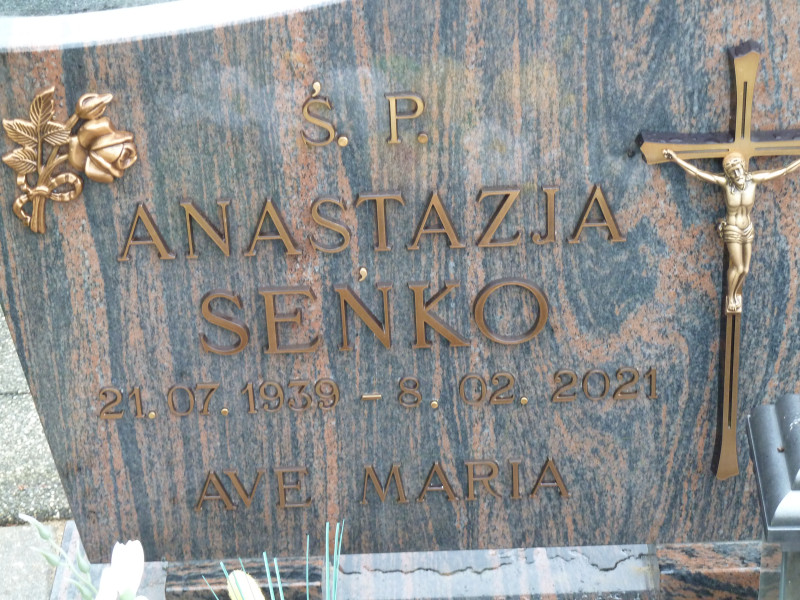 Ś. P.
ANASTAZJA
SEŃKO
21.07.1939 - 8.02.2021
AVE MARIA